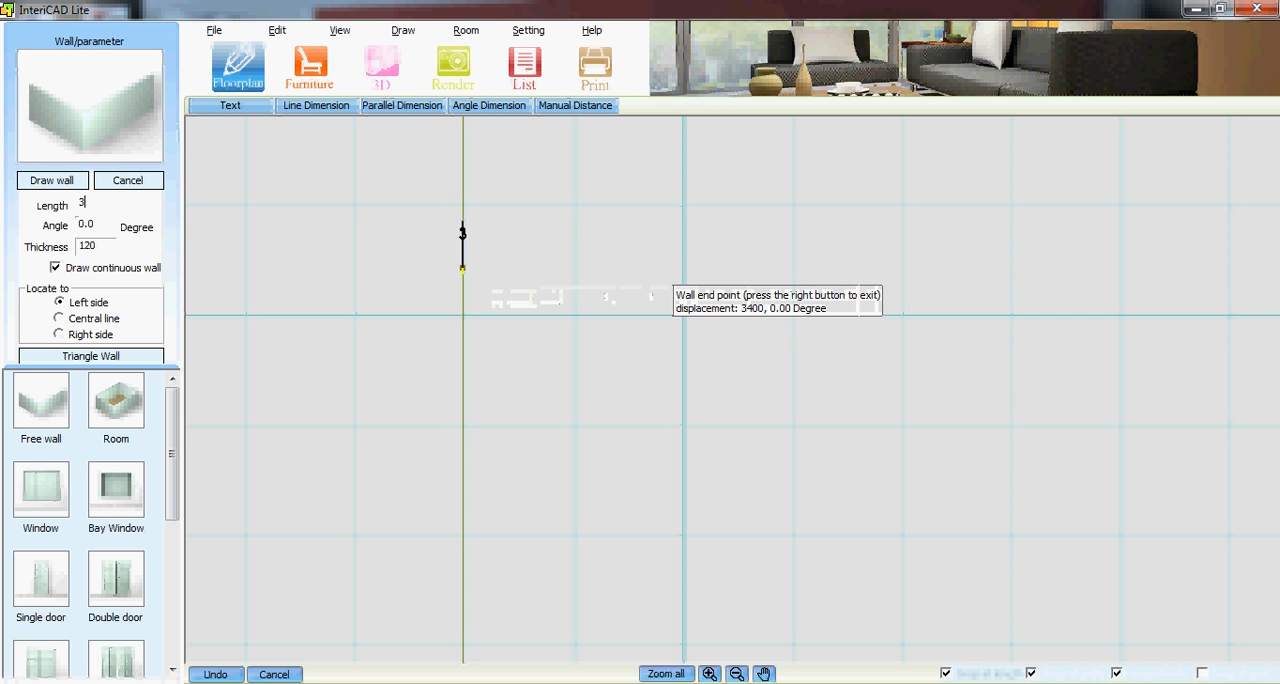 InteriCAD Lite
File Edit View Draw Room Setting Help
Floorplan Furniture 3D Render List Print
Text Line Dimension Parallel Dimension Angle Dimension Manual Distance
Wall/parameter
Draw wall Cancel
Length 3
Angle 0.0 Degree
Thickness 120
Draw continuous wall
Locate to
Left side
Central line
Right side
Triangle Wall
Free wall Room
Window Bay Window
Single door Double door
3
Wall end point (press the right button to exit)
displacement: 3400, 0.00 Degree
Undo Cancel Zoom all